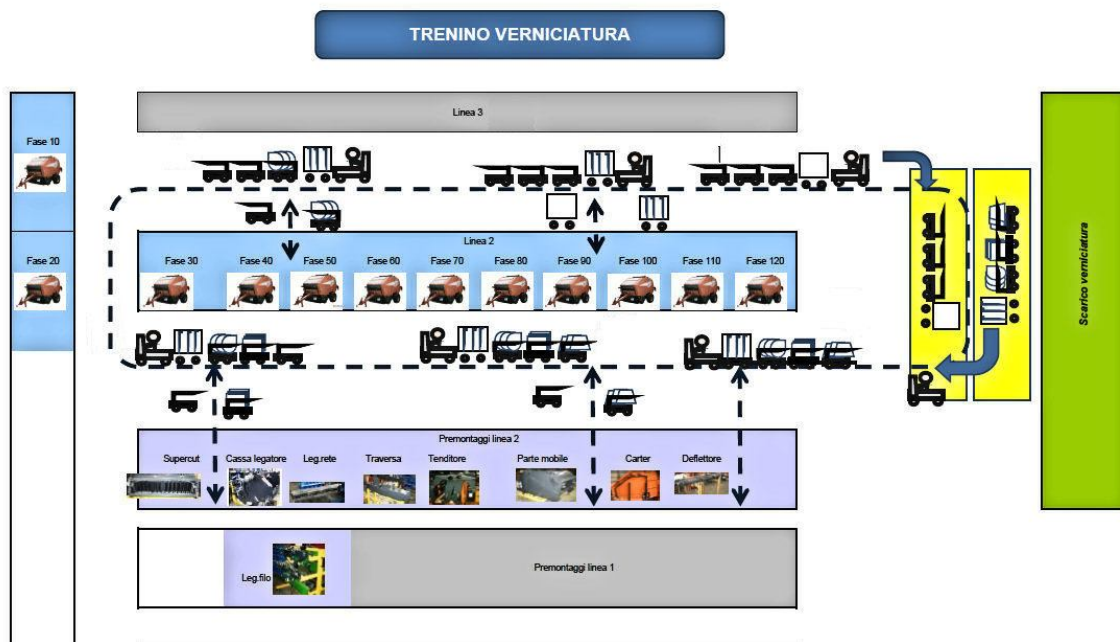 TRENINO VERNICIATURA
Linea 3
Fase 10
Fase 20
Linea 2
Fase 30
Fase 40
Fase 50
Fase 60
Fase 70
Fase 80
Fase 90
Fase 100
Fase 110
Fase 120
Scarico verniciatura
Premontaggi linea 2
Supercut
Cassa legatore
Leg.rete
Traversa
Tenditore
Parte mobile
Carter
Deflettore
Leg.filo
Premontaggi linea 1